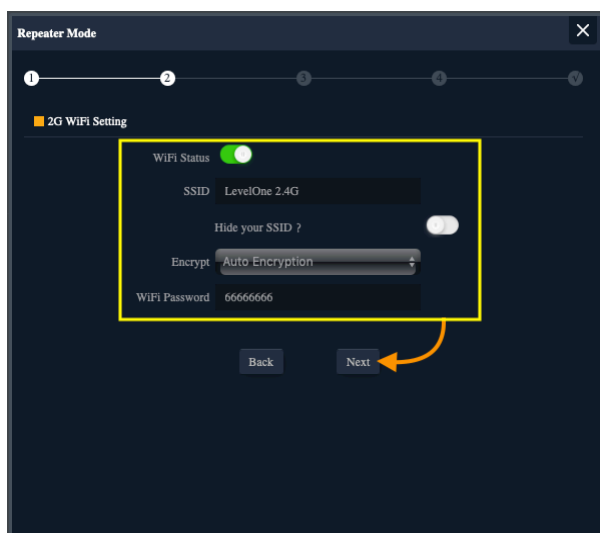 Repeater Mode
1 2 3 4 V
2G WiFi Setting
WiFi Status
SSID LevelOne 2.4G
Hide your SSID ?
Encrypt Auto Encryption
WiFi Password 66666666
Back Next